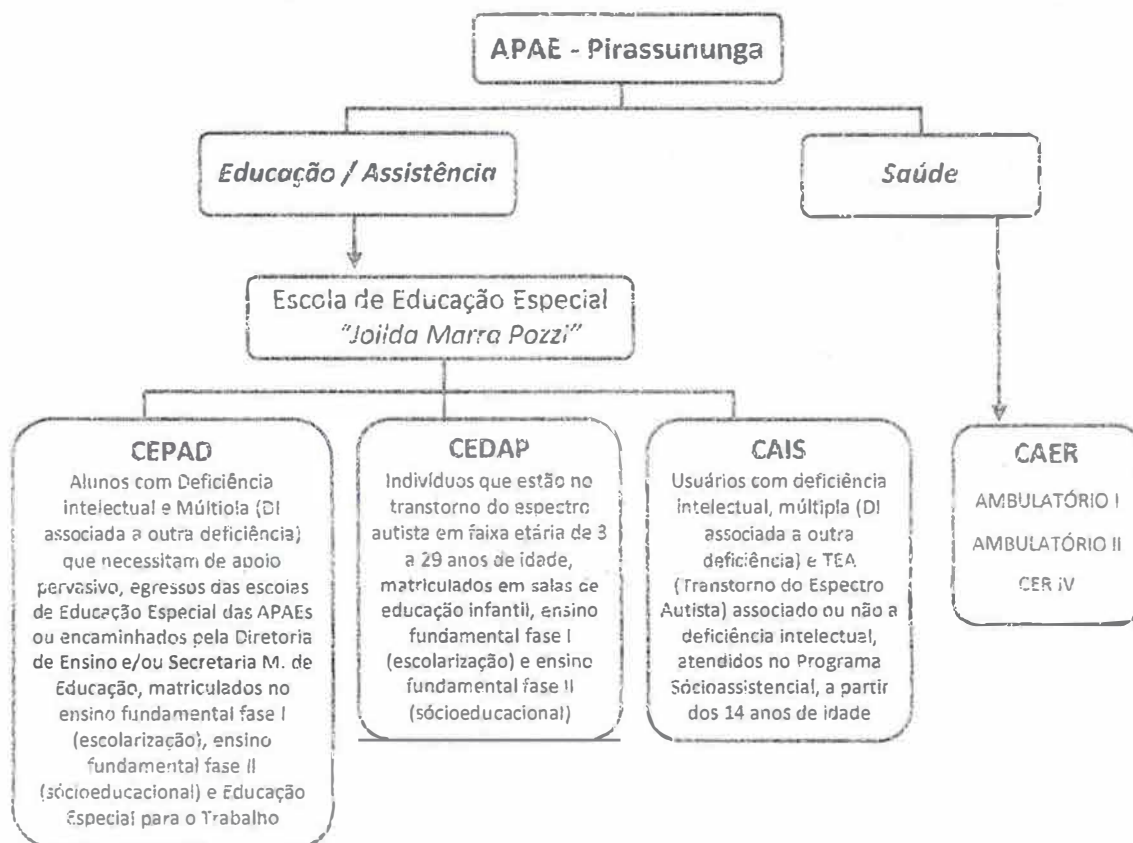 APAE - Pirassununga
Educação / Assistência
Saúde
Escola de Educação Especial
"Joilda Marra Pozzi"
CEPAD
Alunos com Deficiência
intelectual e Múltipla (DI
associada a outra deficiência)
que necessitam de apoio
pervasivo, egressos das escolas
de Educação Especial das APAEs
ou encaminhados pela Diretoria
de Ensino e/ou Secretaria M. de
Educação, matriculados no
ensino fundamental fase I
(escolarização), ensino
fundamental fase II
(sócioeducacional) e Educação
Especial para o Trabalho
CEDAP
Indivíduos que estão no
transtorno do espectro
autista em faixa etária de 3
a 29 anos de idade,
matriculados em salas de
educação infantil, ensino
fundamental fase I
(escolarização) e ensino
fundamental fase II
(sócioeducacional)
CAIS
Usuários com deficiência
intelectual, múltipla (DI
associada a outra
deficiência) e TEA
(Transtorno do Espectro
Autista) associado ou não a
deficiência intelectual,
atendidos no Programa
Sócioassistencial, a partir
dos 14 anos de idade
CAER
AMBULATÓRIO I
AMBULATÓRIO II
CER IV